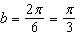 b = 2π/6 = π/3